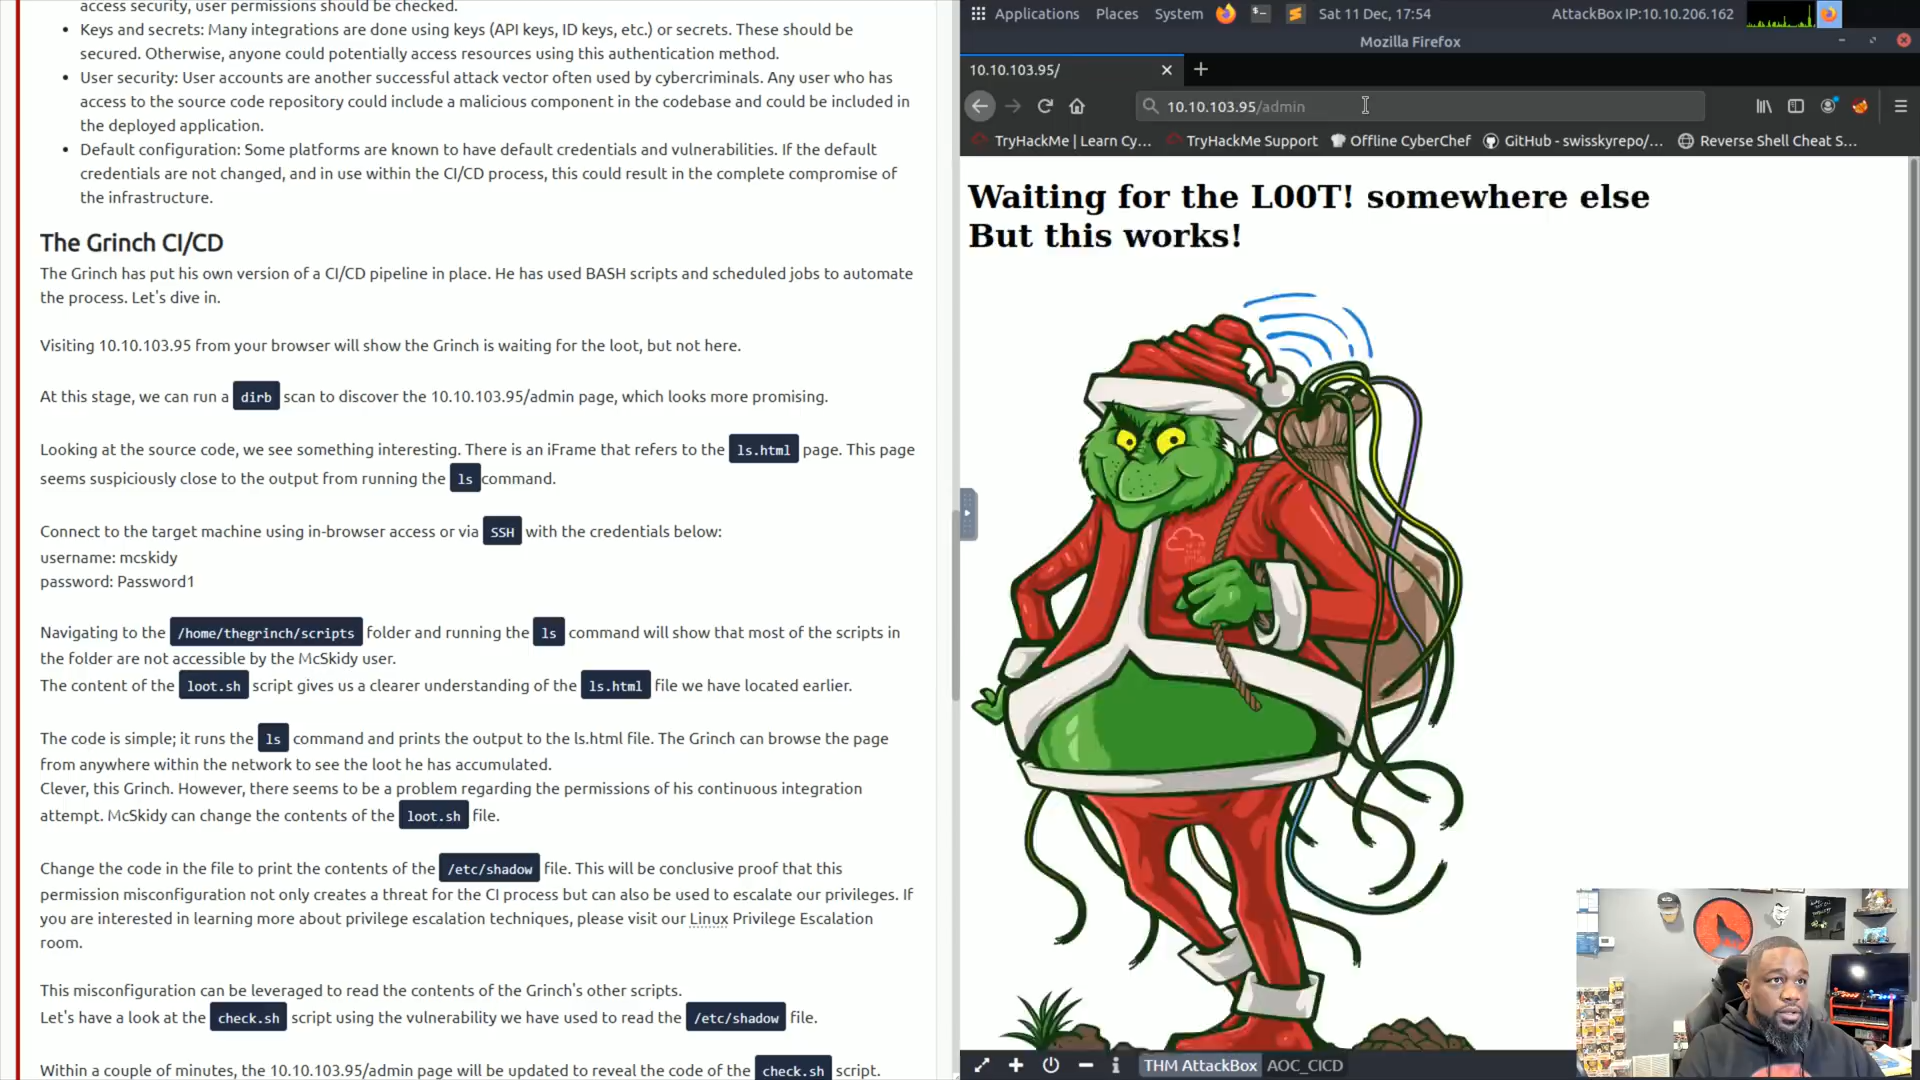 access security, user permissions should be checked.
• Keys and secrets: Many integrations are done using keys (API keys, ID keys, etc.) or secrets. These should be
secured. Otherwise, anyone could potentially access resources using this authentication method.
• User security: User accounts are another successful attack vector often used by cybercriminals. Any user who has
access to the source code repository could include a malicious component in the codebase and could be included in
the deployed application.
• Default configuration: Some platforms are known to have default credentials and vulnerabilities. If the default
credentials are not changed, and in use within the CI/CD process, this could result in the complete compromise of
the infrastructure.
The Grinch CI/CD
The Grinch has put his own version of a CI/CD pipeline in place. He has used BASH scripts and scheduled jobs to automate
the process. Let's dive in.
Visiting 10.10.103.95 from your browser will show the Grinch is waiting for the loot, but not here.
At this stage, we can run a dirb scan to discover the 10.10.103.95/admin page, which looks more promising.
Looking at the source code, we see something interesting. There is an iFrame that refers to the ls.html page. This page
seems suspiciously close to the output from running the ls command.
Connect to the target machine using in-browser access or via SSH with the credentials below:
username: mcskidy
password: Password1
Navigating to the /home/thegrinch/scripts folder and running the ls command will show that most of the scripts in
the folder are not accessible by the McSkidy user.
The content of the loot.sh script gives us a clearer understanding of the ls.html file we have located earlier.
The code is simple; it runs the ls command and prints the output to the ls.html file. The Grinch can browse the page
from anywhere within the network to see the loot he has accumulated.
Clever, this Grinch. However, there seems to be a problem regarding the permissions of his continuous integration
attempt. McSkidy can change the contents of the loot.sh file.
Change the code in the file to print the contents of the /etc/shadow file. This will be conclusive proof that this
permission misconfiguration not only creates a threat for the CI process but can also be used to escalate our privileges. If
you are interested in learning more about privilege escalation techniques, please visit our Linux Privilege Escalation
room.
This misconfiguration can be leveraged to read the contents of the Grinch's other scripts.
Let's have a look at the check.sh script using the vulnerability we have used to read the /etc/shadow file.
Within a couple of minutes, the 10.10.103.95/admin page will be updated to reveal the code of the check.sh script.
Applications Places System Sat 11 Dec, 17:54 AttackBox IP:10.10.206.162
Mozilla Firefox
10.10.103.95/
10.10.103.95/admin
TryHackMe | Learn Cy… TryHackMe Support Offline CyberChef GitHub - swisskyrepo/… Reverse Shell Cheat S…
Waiting for the L00T! somewhere else
But this works!
THM AttackBox AOC_CICD